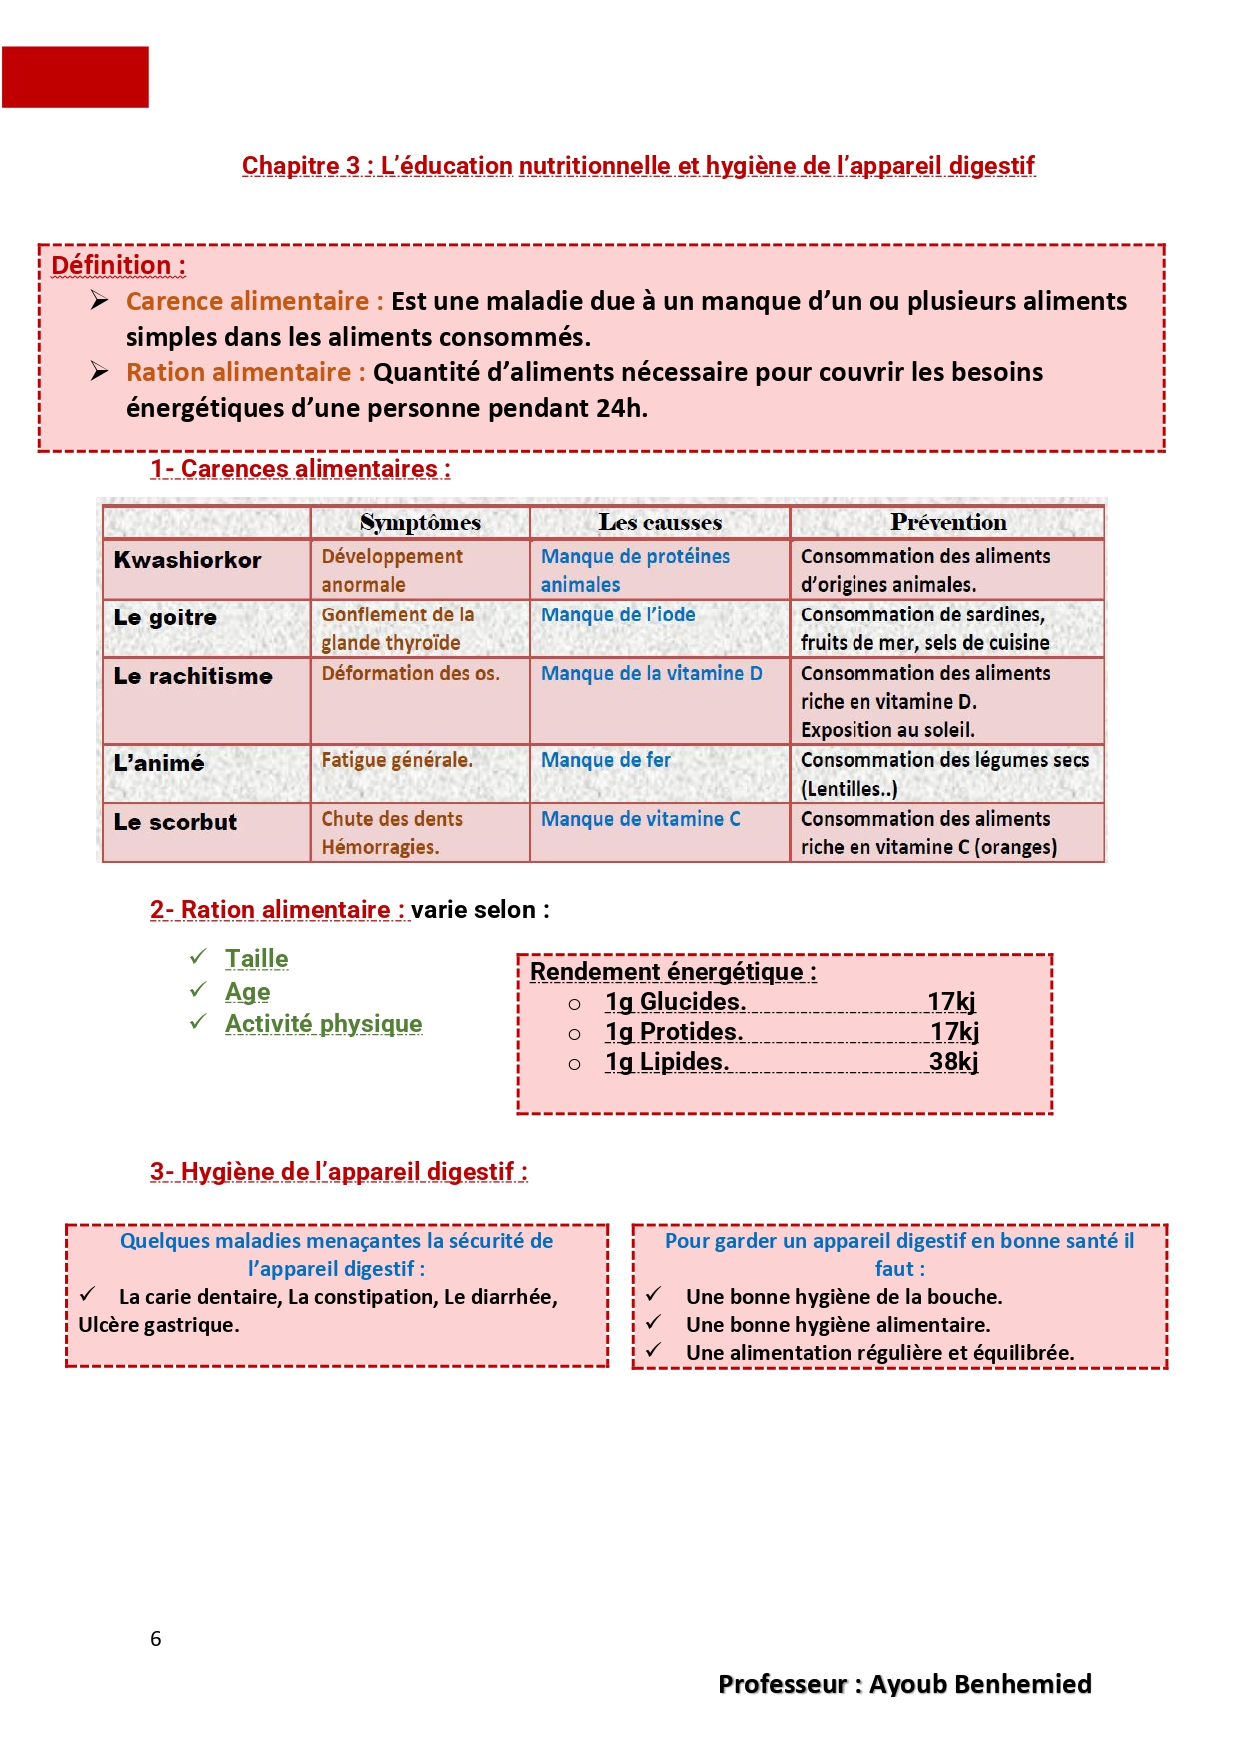 Chapitre 3 : L’éducation nutritionnelle et hygiène de l’appareil digestif
Définition :
➢ Carence alimentaire : Est une maladie due à un manque d’un ou plusieurs aliments
simples dans les aliments consommés.
➢ Ration alimentaire : Quantité d’aliments nécessaire pour couvrir les besoins
énergétiques d’une personne pendant 24h.
1- Carences alimentaires :
Symptômes Les causses Prévention
Kwashiorkor Développement Manque de protéines Consommation des aliments
anormale animales d’origines animales.
Le goitre Gonflement de la Manque de l’iode Consommation de sardines,
glande thyroïde fruits de mer, sels de cuisine
Le rachitisme Déformation des os. Manque de la vitamine D Consommation des aliments
riche en vitamine D.
Exposition au soleil.
L’animé Fatigue générale. Manque de fer Consommation des légumes secs
(Lentilles..)
Le scorbut Chute des dents Manque de vitamine C Consommation des aliments
Hémorragies. riche en vitamine C (oranges)
2- Ration alimentaire : varie selon :
✓ Taille
✓ Age
✓ Activité physique
Rendement énergétique :
o 1g Glucides. 17kj
o 1g Protides. 17kj
o 1g Lipides. 38kj
3- Hygiène de l’appareil digestif :
Quelques maladies menaçantes la sécurité de
l’appareil digestif :
✓ La carie dentaire, La constipation, Le diarrhée,
Ulcère gastrique.
Pour garder un appareil digestif en bonne santé il
faut :
✓ Une bonne hygiène de la bouche.
✓ Une bonne hygiène alimentaire.
✓ Une alimentation régulière et équilibrée.
6
Professeur : Ayoub Benhemied